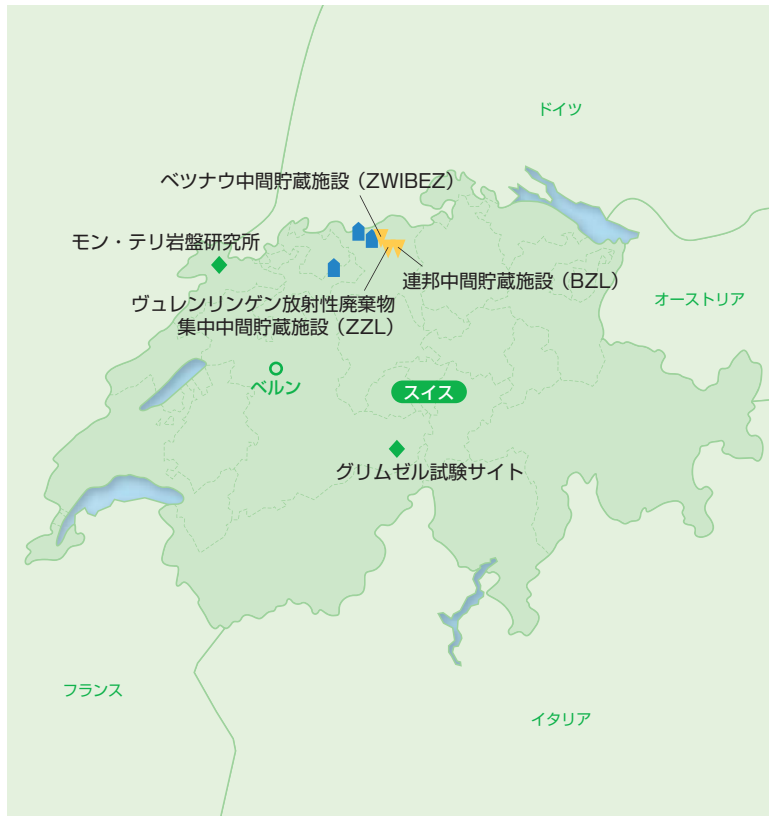 ドイツ
ベツナウ中間貯蔵施設（ZWIBEZ）
モン・テリ岩盤研究所
連邦中間貯蔵施設（BZL）
オーストリア
ヴュレンリンゲン放射性廃棄物
集中中間貯蔵施設（ZZL）
ベルン
スイス
グリムゼル試験サイト
フランス
イタリア